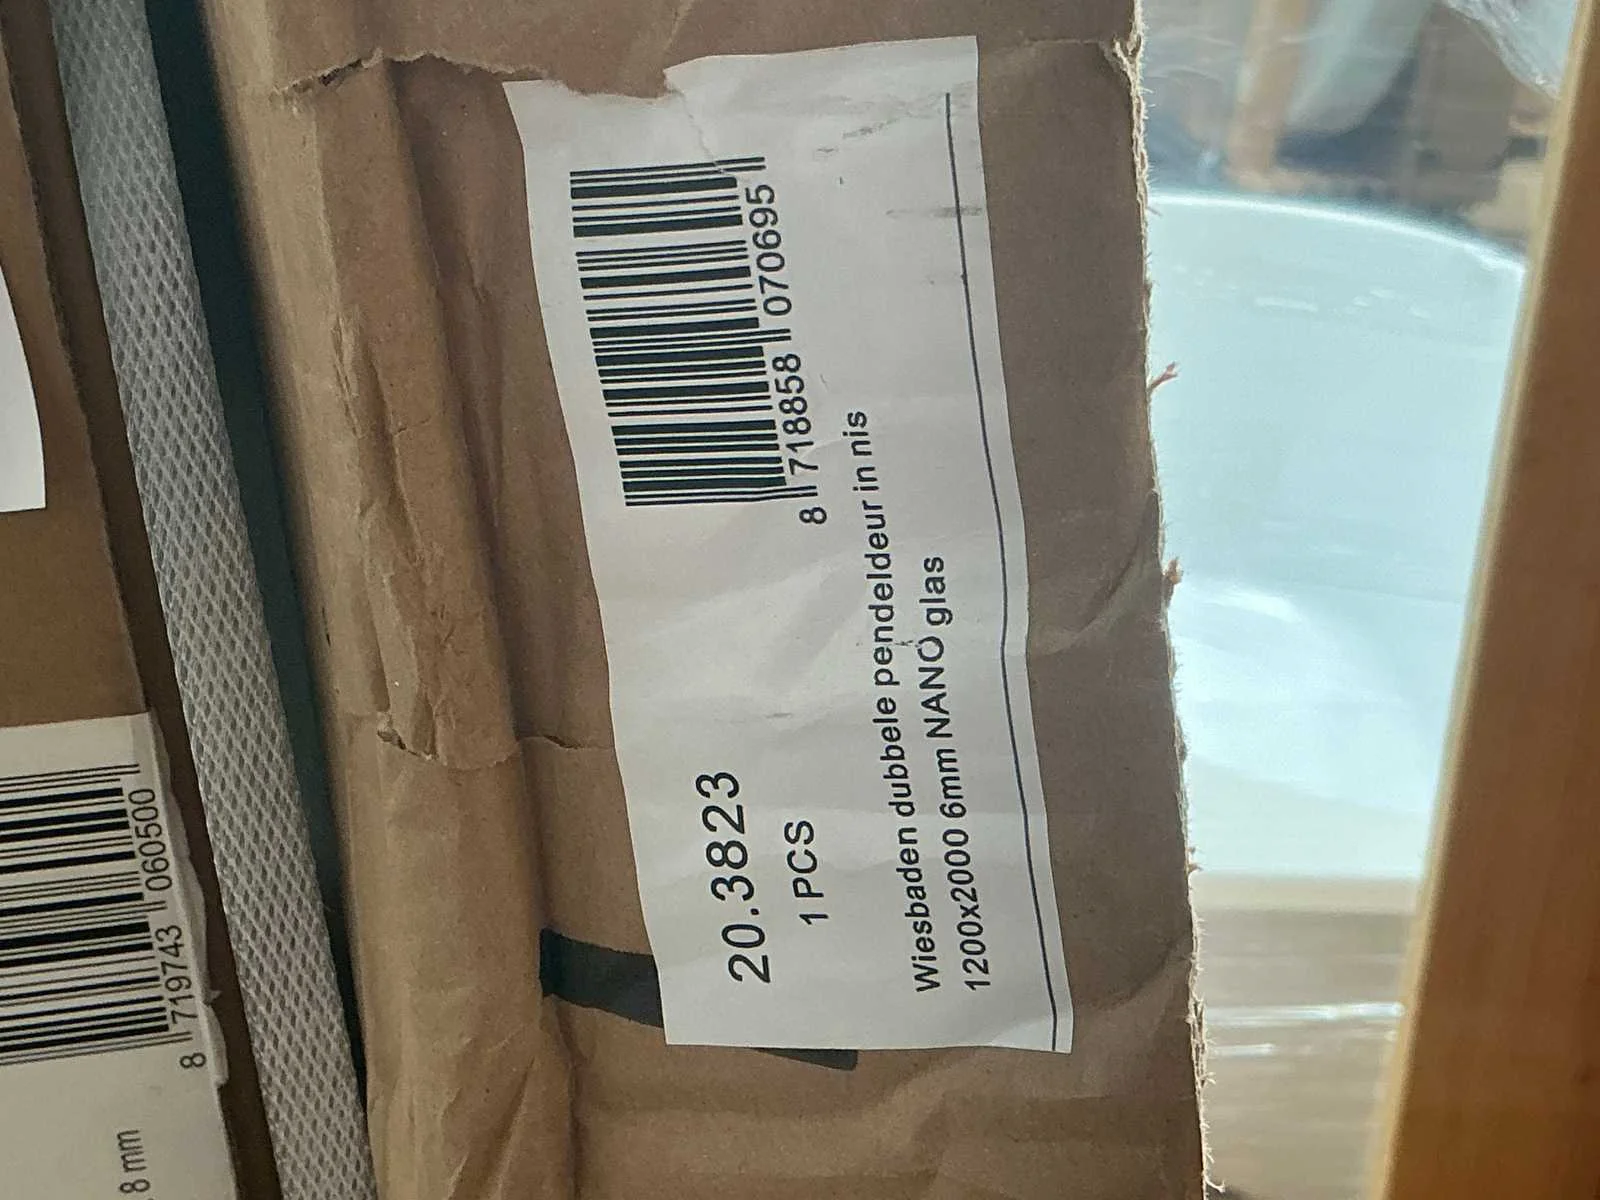 20.3823
1 PCS
8 718858 070695
Wiesbaden dubbele pendeldeur in nis
1200x2000 6mm NANO glas
8 719743 060500
8 mm